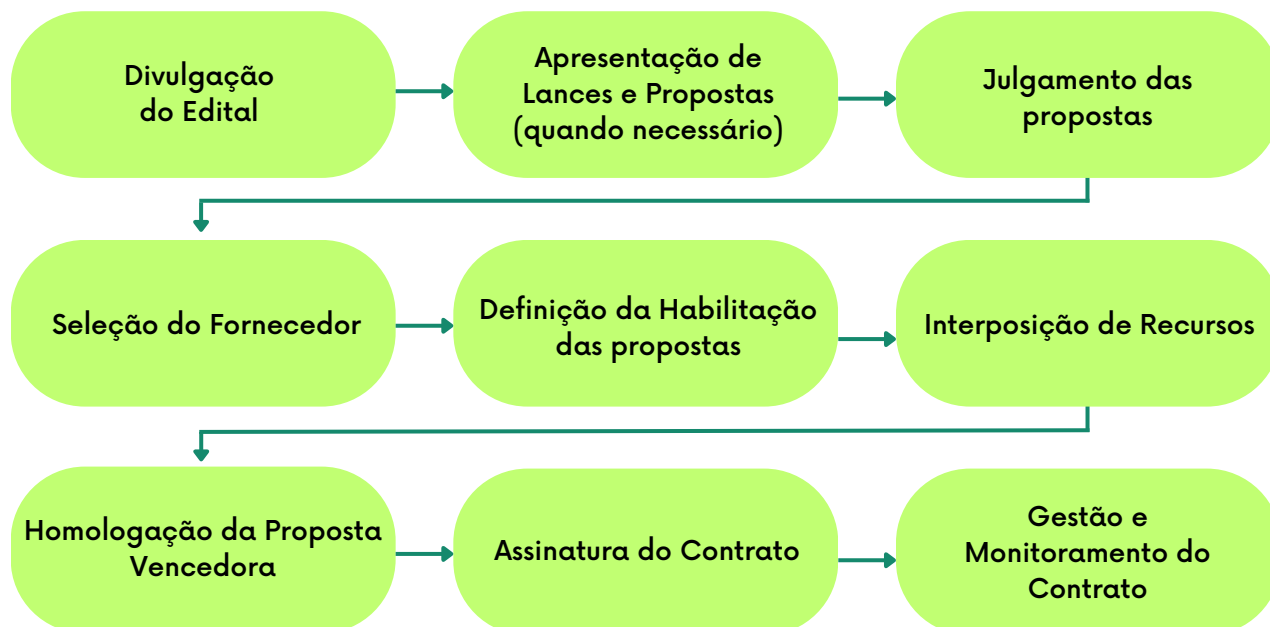 Divulgação
do Edital
Apresentação de
Lances e Propostas
(quando necessário)
Julgamento das
propostas
Seleção do Fornecedor
Definição da Habilitação
das propostas
Interposição de Recursos
Homologação da Proposta
Vencedora
Assinatura do Contrato
Gestão e
Monitoramento do
Contrato